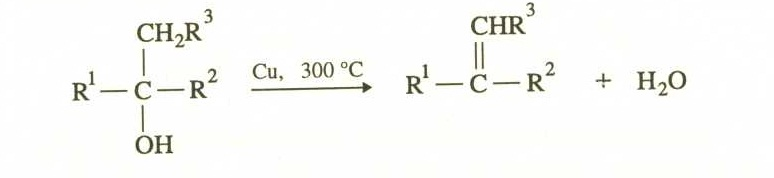 CH₂R³ CHR³
R¹—C—R² Cu, 300 °C R¹—C—R² + H₂O
OH